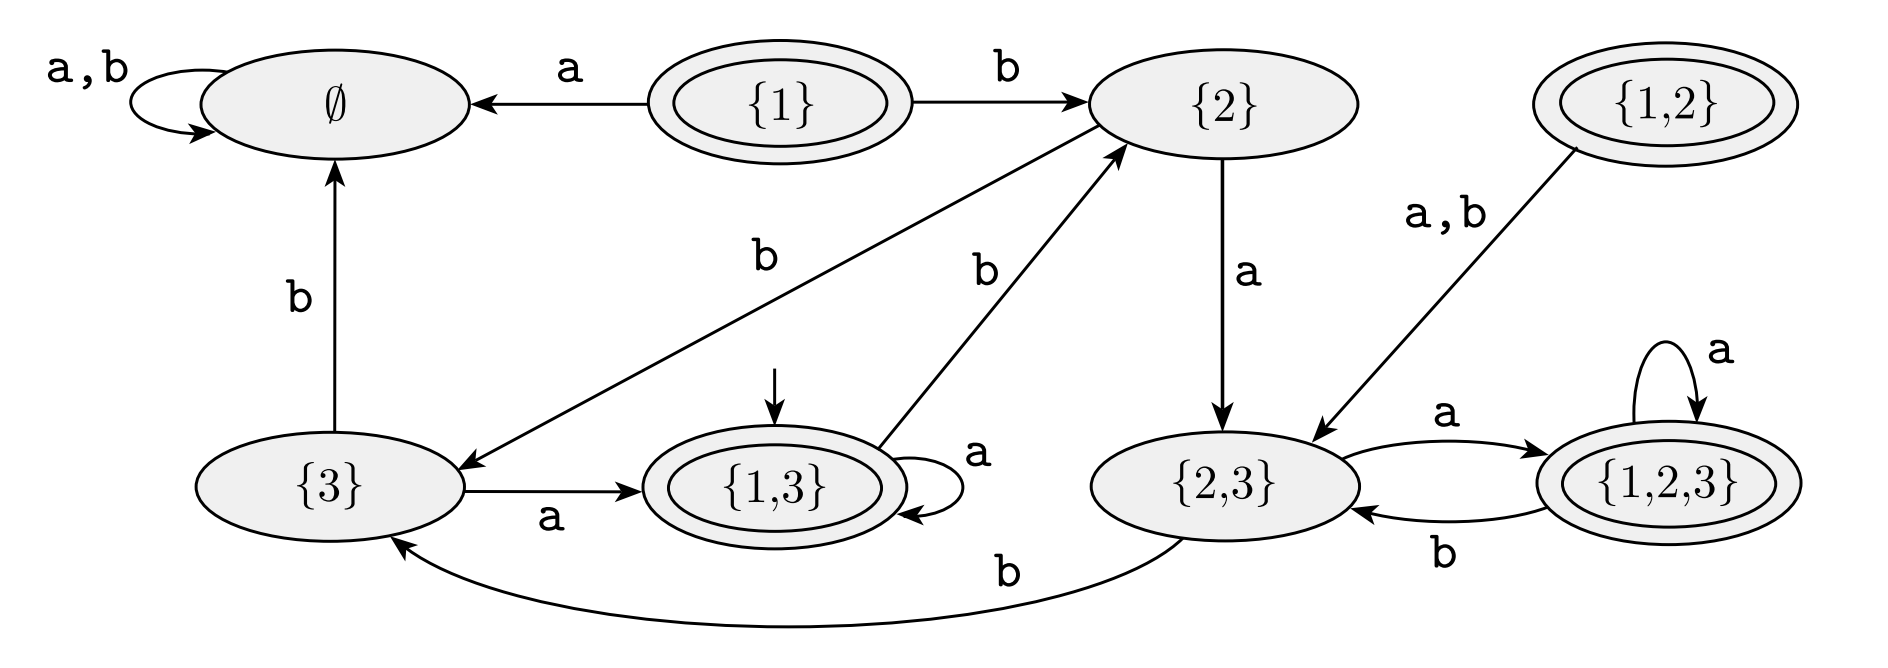 a,b
∅
a
{1}
b
{2}
{1,2}
a,b
b
b
b
a
a
a
a
{3}
a
{1,3}
{2,3}
{1,2,3}
b
b